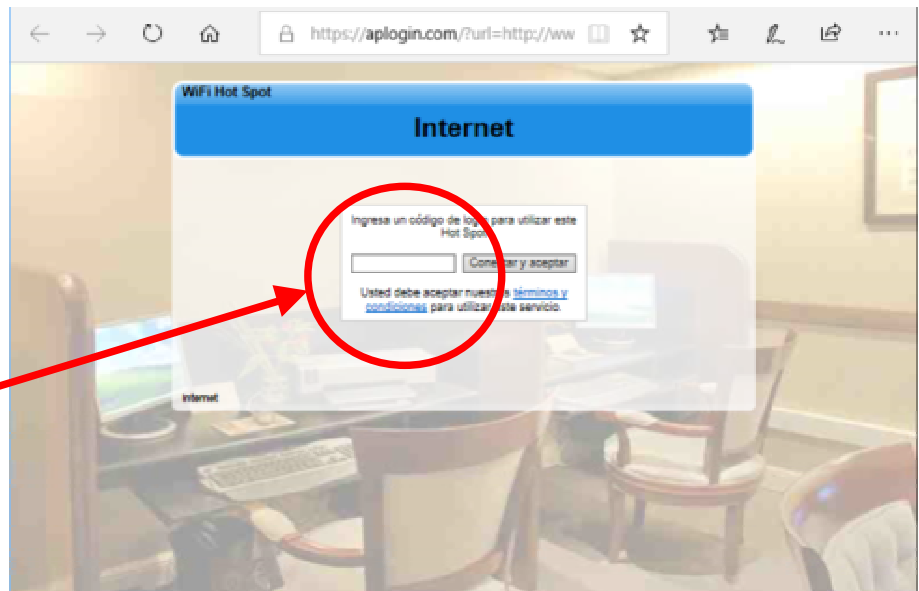 https://aplogin.com/?url=http://ww
WiFi Hot Spot
Internet
Ingresa un código de login para utilizar este
Hot Spot
Conectar y aceptar
Usted debe aceptar nuestros términos y
condiciones para utilizar este servicio.
internet